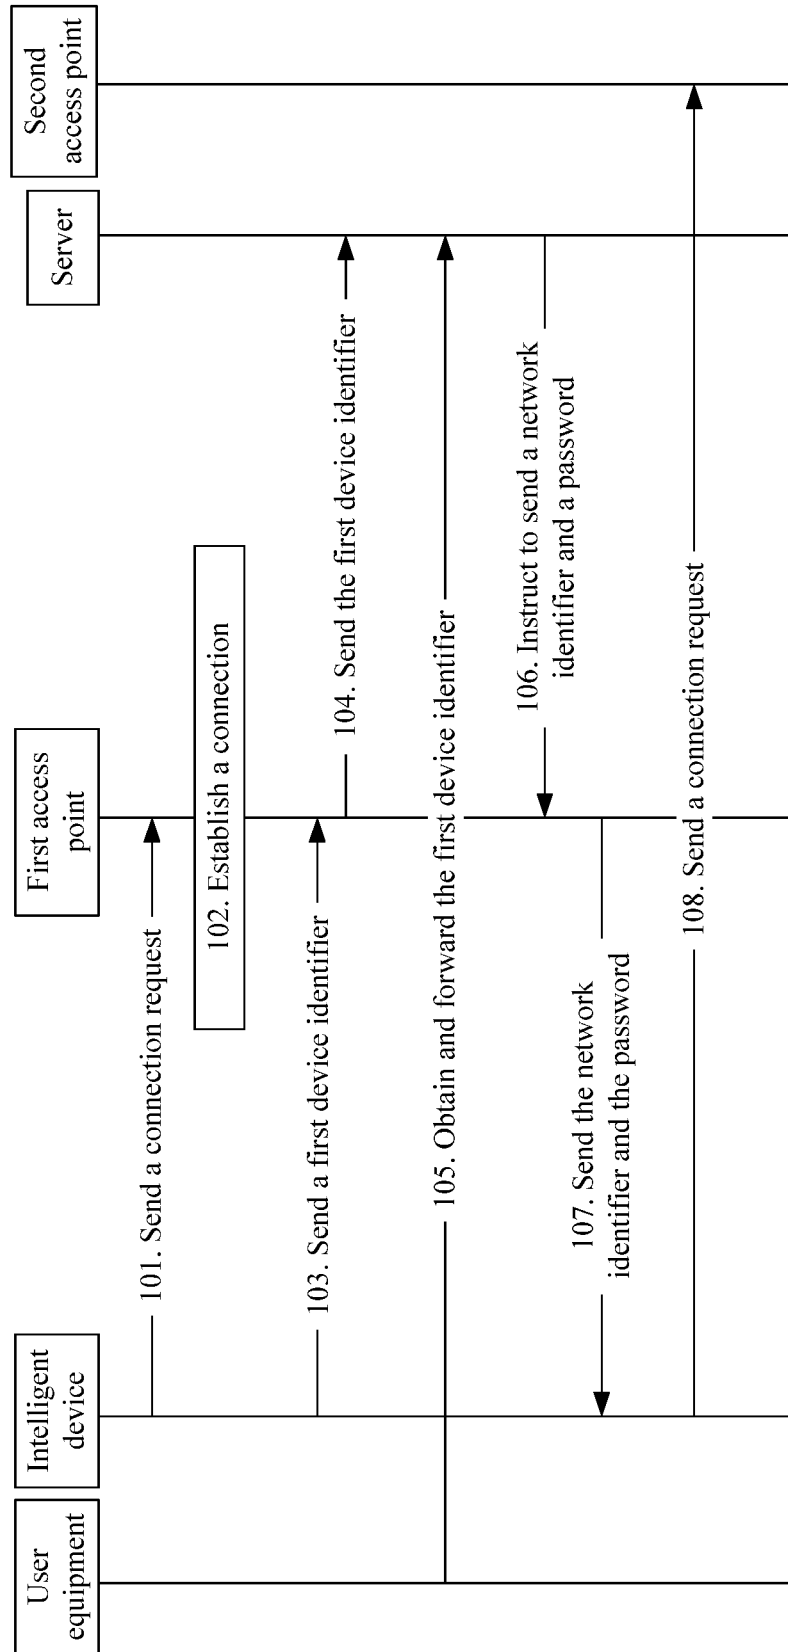 User
equipment
Intelligent
device
First access
point
Server
Second
access point
101. Send a connection request
102. Establish a connection
103. Send a first device identifier
104. Send the first device identifier
105. Obtain and forward the first device identifier
106. Instruct to send a network
identifier and a password
107. Send the network
identifier and the password
108. Send a connection request